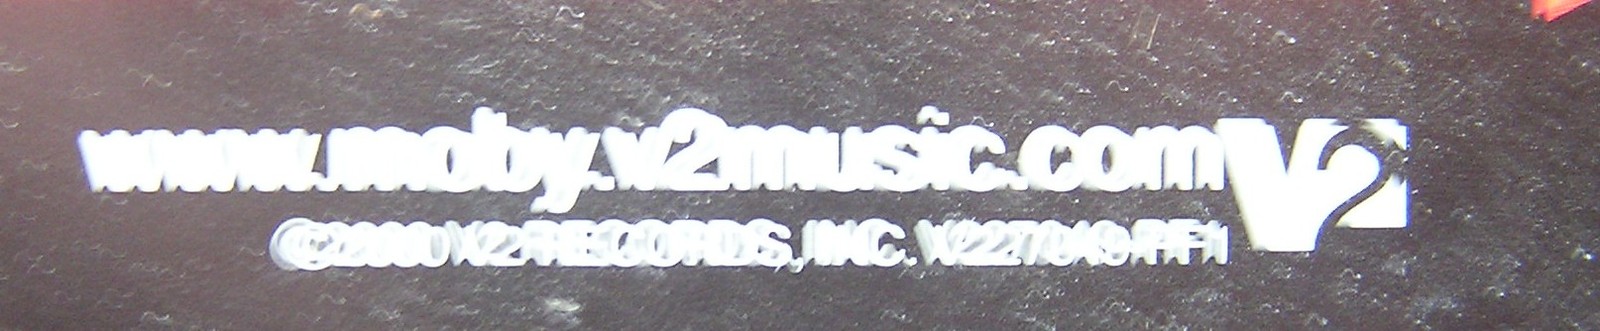 www.moby.v2music.com V2
©2000 V2 RECORDS, INC.